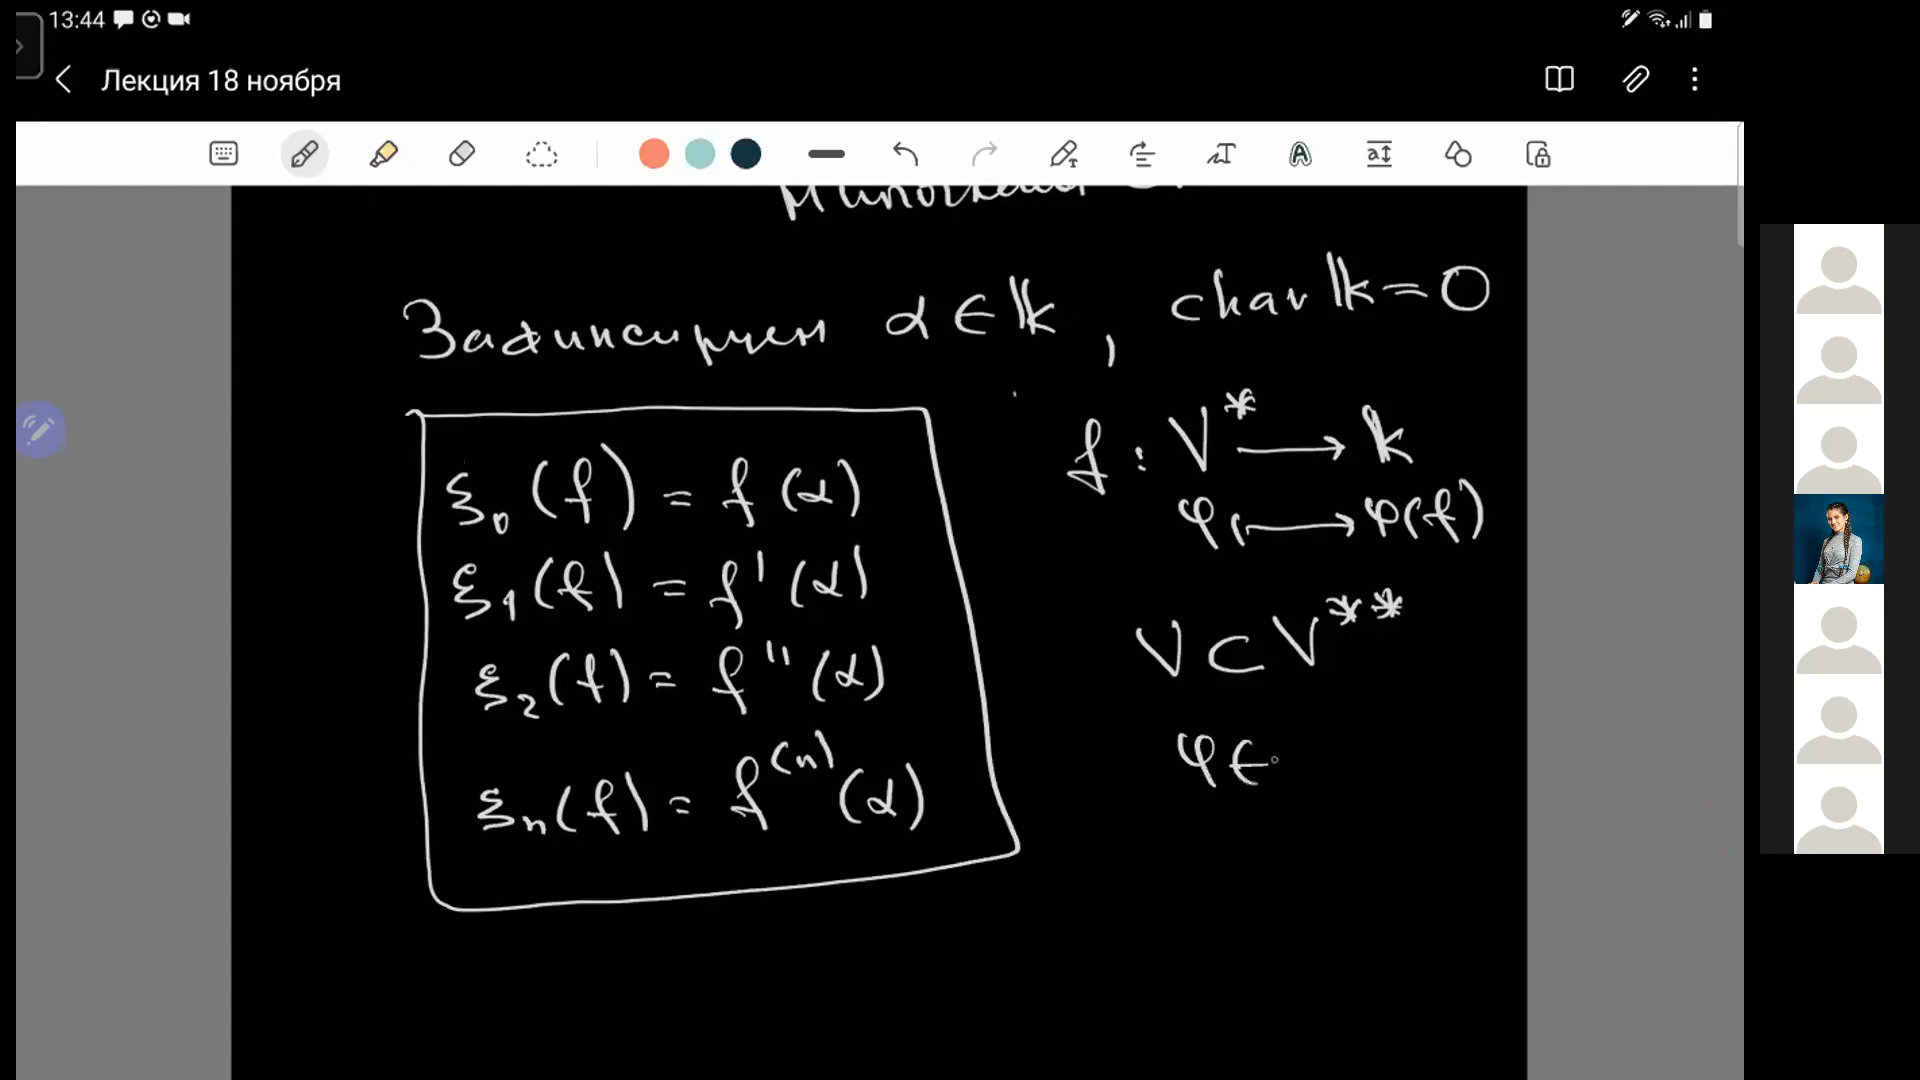 13:44
Лекция 18 ноября
Зафиксируем α ∈ 𝕜, char 𝕜 = 0
ξ₀(f) = f(α)
ξ₁(f) = f'(α)
ξ₂(f) = f''(α)
ξₙ(f) = f⁽ⁿ⁾(α)
f : V* ⟶ k
φ ⟼ φ(f)
V ⊂ V**
φ ∈